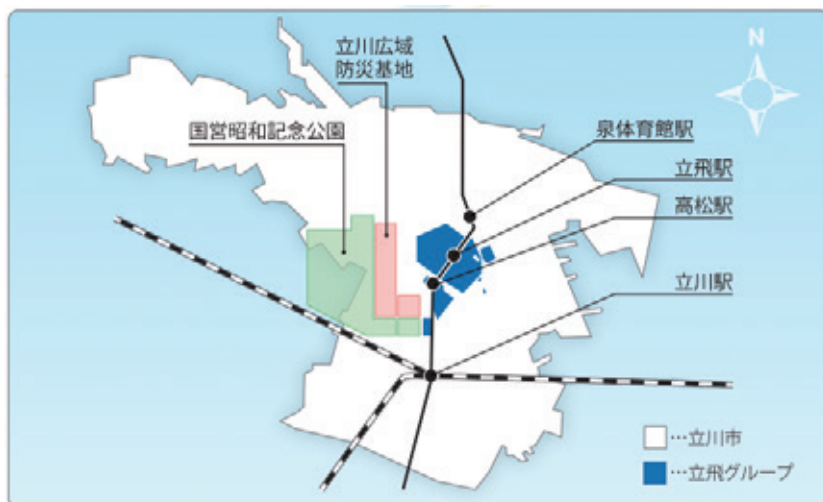 立川広域
防災基地
N
国営昭和記念公園
泉体育館駅
立飛駅
高松駅
立川駅
…立川市
…立飛グループ